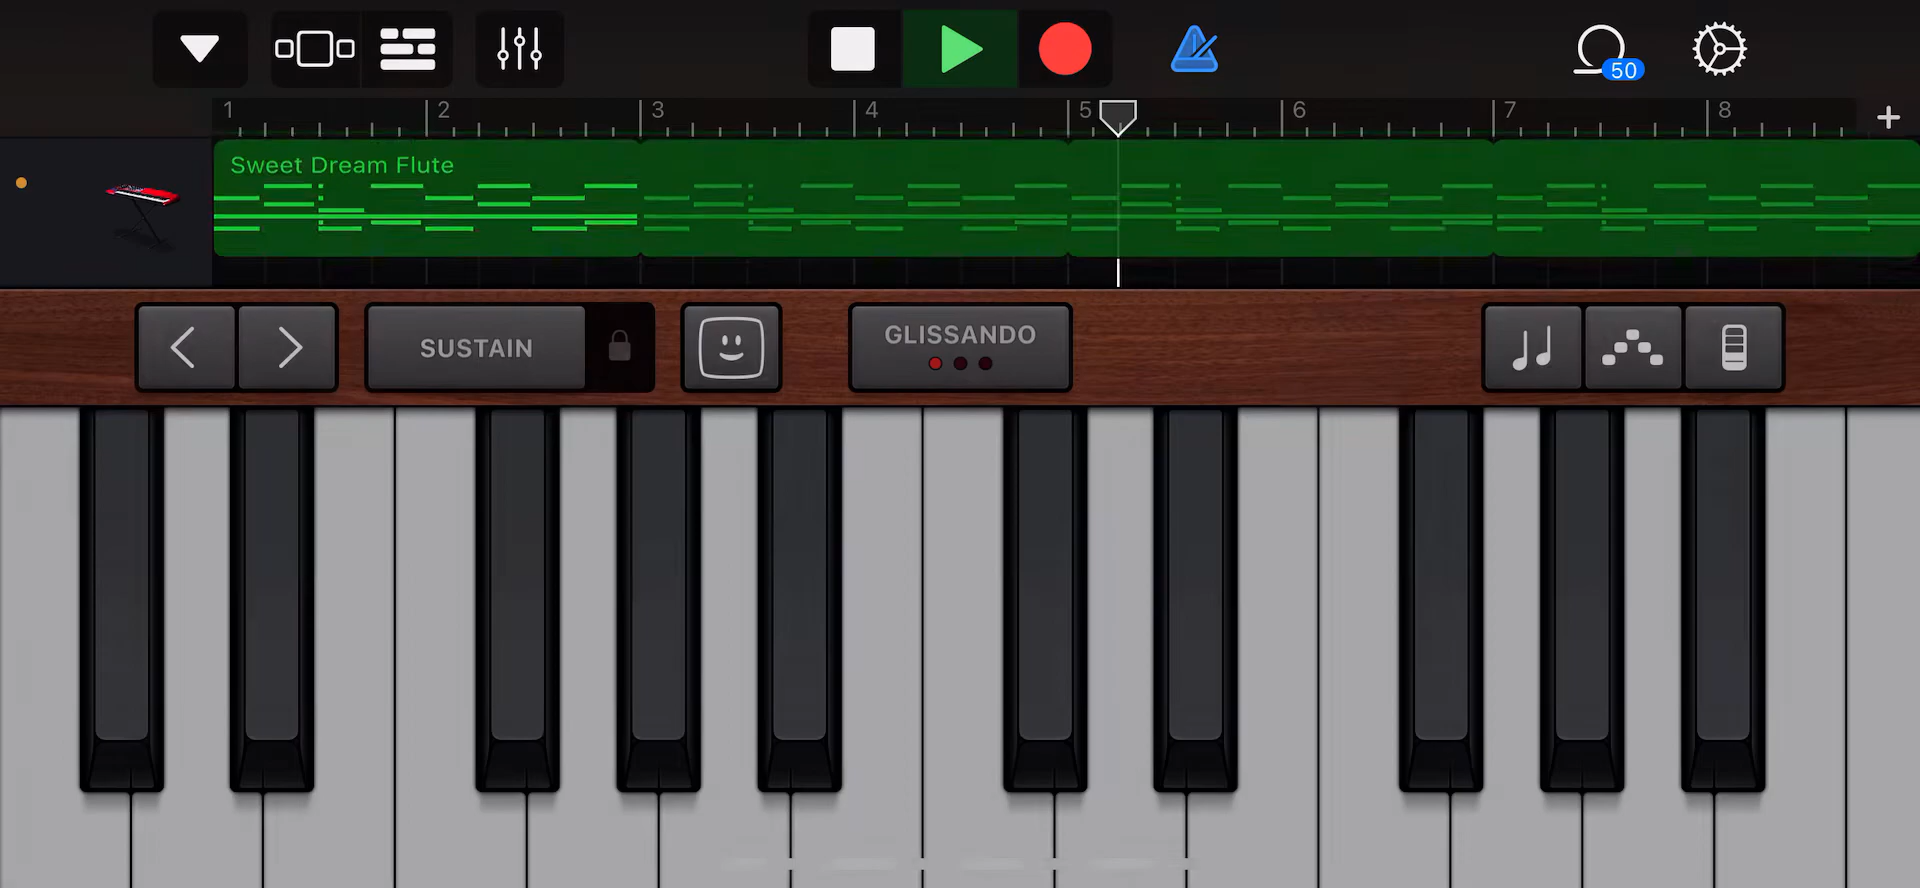 50
1 2 3 4 5 6 7 8
Sweet Dream Flute
SUSTAIN
GLISSANDO